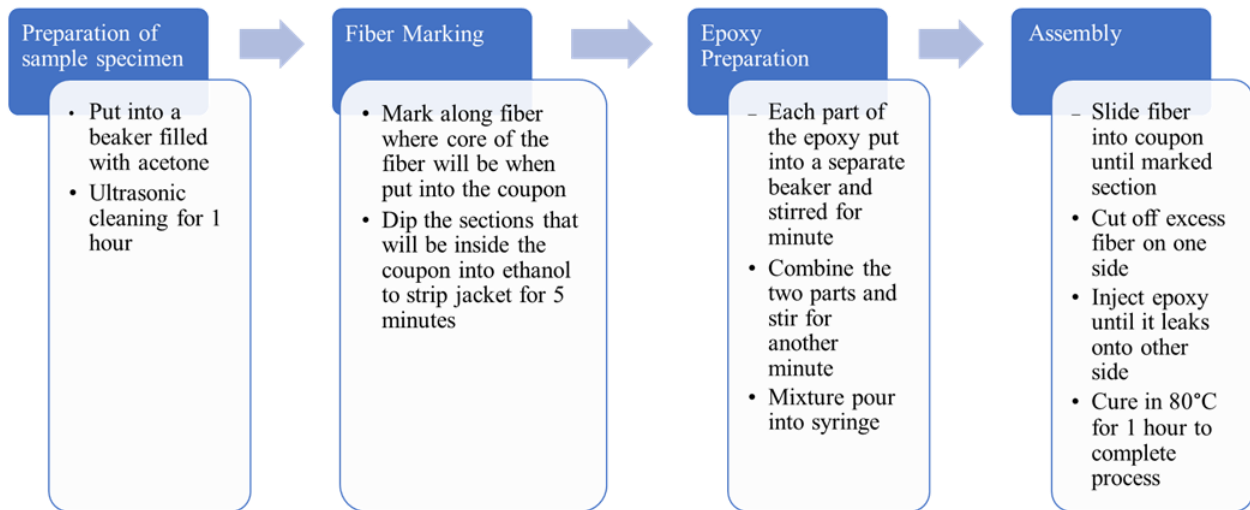 Preparation of
sample specimen
• Put into a
beaker filled
with acetone
• Ultrasonic
cleaning for 1
hour
Fiber Marking
• Mark along fiber
where core of the
fiber will be when
put into the coupon
• Dip the sections that
will be inside the
coupon into ethanol
to strip jacket for 5
minutes
Epoxy
Preparation
– Each part of
the epoxy put
into a separate
beaker and
stirred for
minute
• Combine the
two parts and
stir for
another
minute
• Mixture pour
into syringe
Assembly
– Slide fiber
into coupon
until marked
section
• Cut off excess
fiber on one
side
• Inject epoxy
until it leaks
onto other
side
• Cure in 80°C
for 1 hour to
complete
process